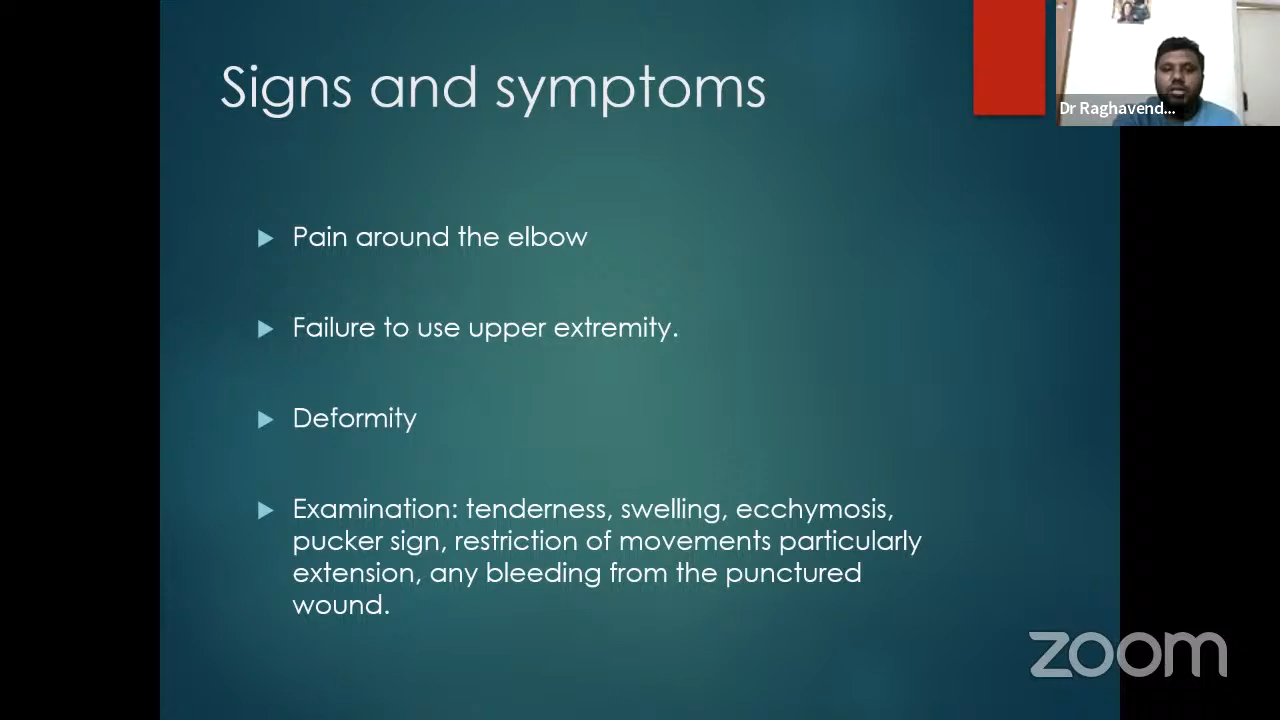 Signs and symptoms
Dr Raghavend...
Pain around the elbow
Failure to use upper extremity.
Deformity
Examination: tenderness, swelling, ecchymosis,
pucker sign, restriction of movements particularly
extension, any bleeding from the punctured
wound.
zoom